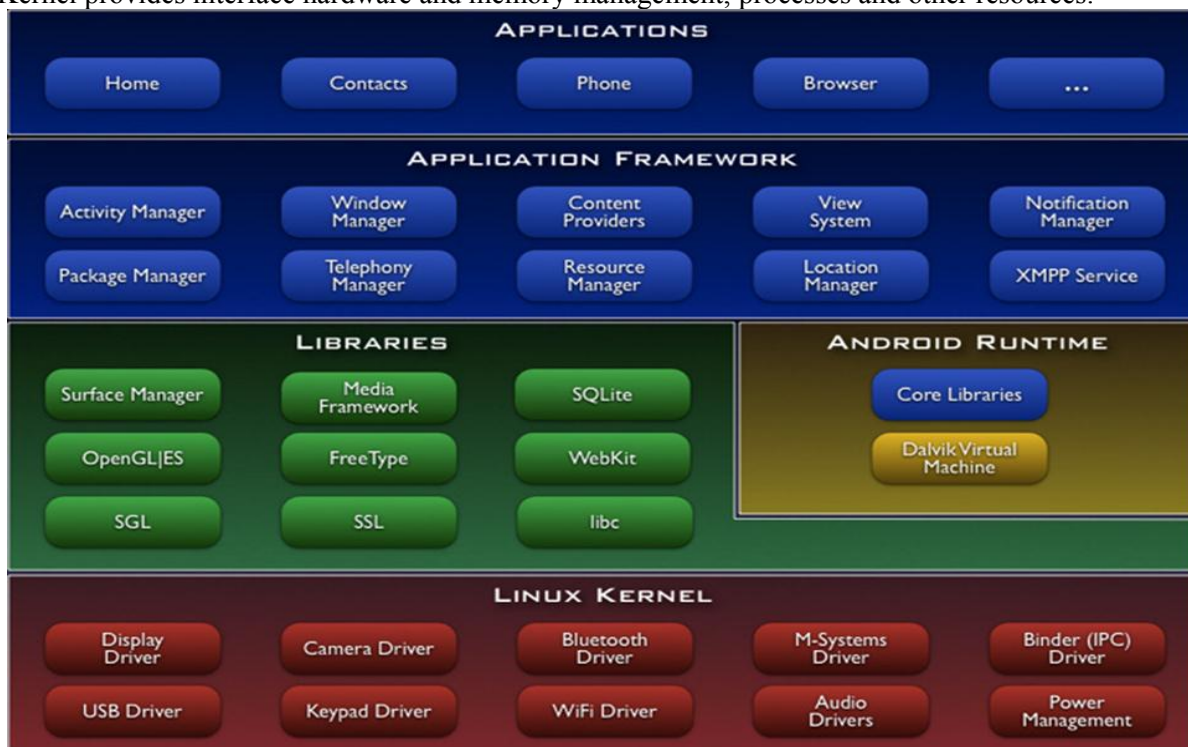 Kernel provides interface hardware and memory management, processes and other resources.
APPLICATIONS
Home
Contacts
Phone
Browser
...
APPLICATION FRAMEWORK
Activity Manager
Window
Manager
Content
Providers
View
System
Notification
Manager
Package Manager
Telephony
Manager
Resource
Manager
Location
Manager
XMPP Service
LIBRARIES
Surface Manager
Media
Framework
SQLite
OpenGL|ES
FreeType
WebKit
SGL
SSL
libc
ANDROID RUNTIME
Core Libraries
Dalvik Virtual
Machine
LINUX KERNEL
Display
Driver
Camera Driver
Bluetooth
Driver
M-Systems
Driver
Binder (IPC)
Driver
USB Driver
Keypad Driver
WiFi Driver
Audio
Drivers
Power
Management